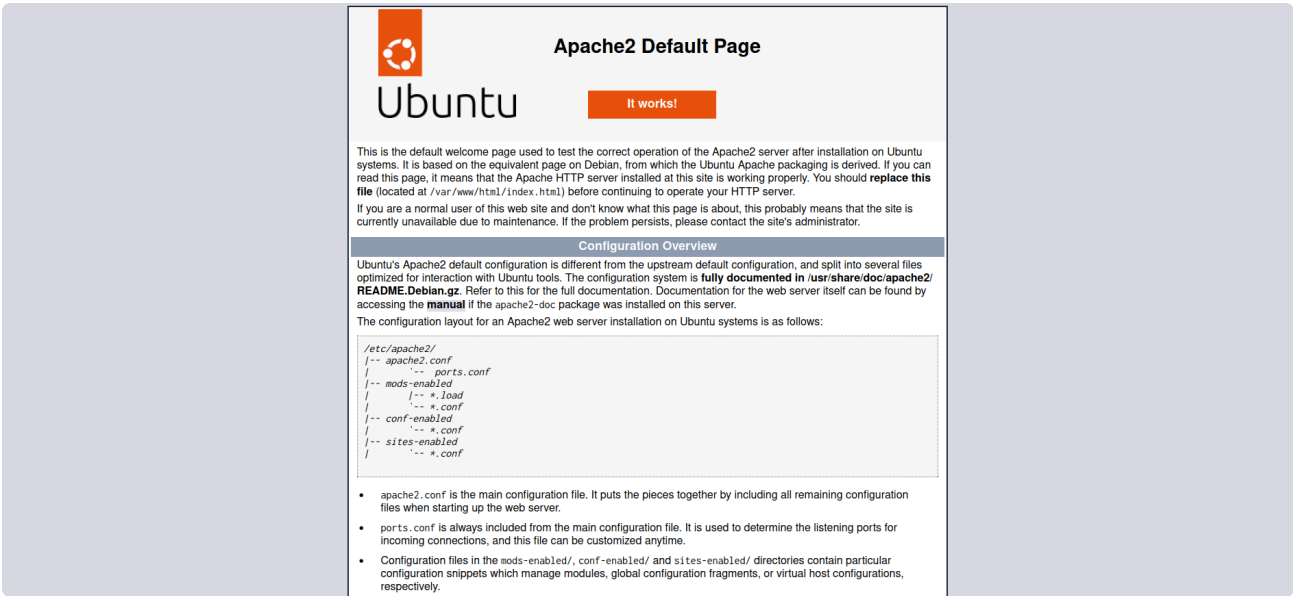 Apache2 Default Page
Ubuntu
It works!
This is the default welcome page used to test the correct operation of the Apache2 server after installation on Ubuntu
systems. It is based on the equivalent page on Debian, from which the Ubuntu Apache packaging is derived. If you can
read this page, it means that the Apache HTTP server installed at this site is working properly. You should replace this
file (located at /var/www/html/index.html) before continuing to operate your HTTP server.
If you are a normal user of this web site and don't know what this page is about, this probably means that the site is
currently unavailable due to maintenance. If the problem persists, please contact the site's administrator.
Configuration Overview
Ubuntu's Apache2 default configuration is different from the upstream default configuration, and split into several files
optimized for interaction with Ubuntu tools. The configuration system is fully documented in /usr/share/doc/apache2/
README.Debian.gz. Refer to this for the full documentation. Documentation for the web server itself can be found by
accessing the manual if the apache2-doc package was installed on this server.
The configuration layout for an Apache2 web server installation on Ubuntu systems is as follows:
/etc/apache2/
|-- apache2.conf
|       `--  ports.conf
|-- mods-enabled
|       |-- *.load
|       `-- *.conf
|-- conf-enabled
|       `-- *.conf
|-- sites-enabled
|       `-- *.conf
• apache2.conf is the main configuration file. It puts the pieces together by including all remaining configuration
files when starting up the web server.
• ports.conf is always included from the main configuration file. It is used to determine the listening ports for
incoming connections, and this file can be customized anytime.
• Configuration files in the mods-enabled/, conf-enabled/ and sites-enabled/ directories contain particular
configuration snippets which manage modules, global configuration fragments, or virtual host configurations,
respectively.